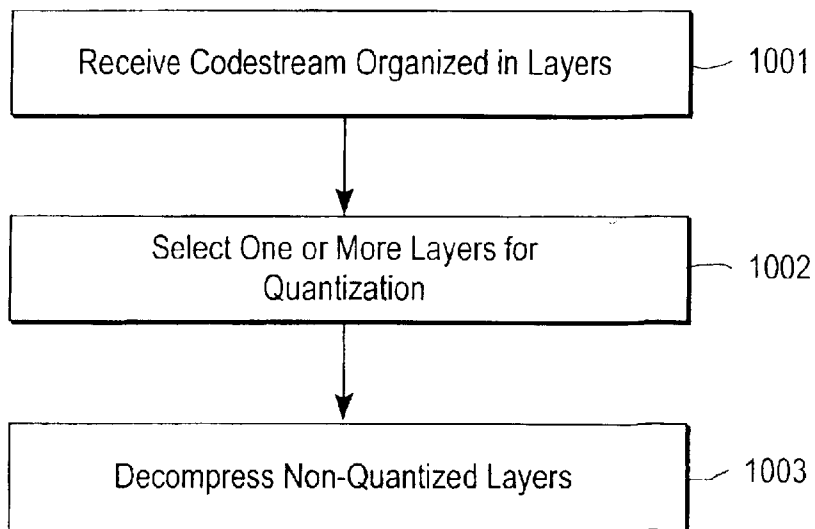 Receive Codestream Organized in Layers
1001
Select One or More Layers for
Quantization
1002
Decompress Non-Quantized Layers
1003